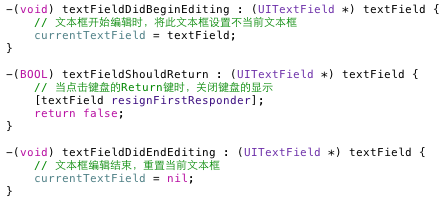 -(void) textFieldDidBeginEditing : (UITextField *) textField {
// 文本框开始编辑时，将此文本框设置不当前文本框
currentTextField = textField;
}
-(BOOL) textFieldShouldReturn : (UITextField *) textField {
// 当点击键盘的Return键时，关闭键盘的显示
[textField resignFirstResponder];
return false;
}
-(void) textFieldDidEndEditing : (UITextField *) textField {
// 文本框编辑结束，重置当前文本框
currentTextField = nil;
}